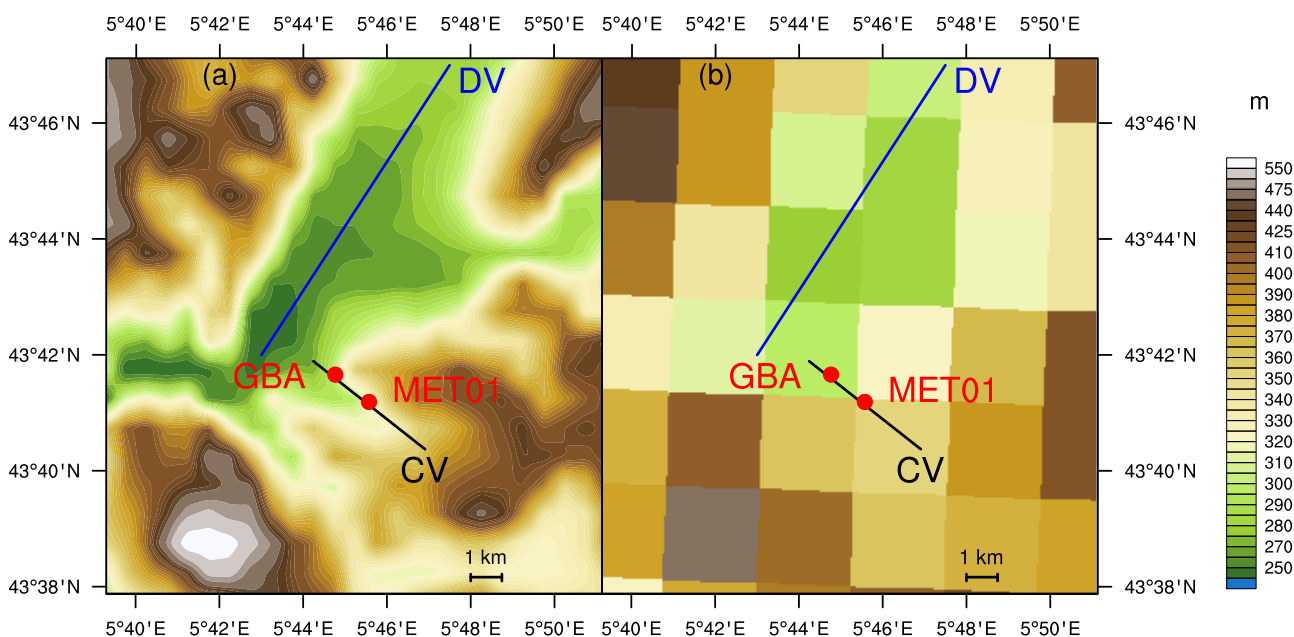 5°40'E 5°42'E 5°44'E 5°46'E 5°48'E 5°50'E 5°40'E 5°42'E 5°44'E 5°46'E 5°48'E 5°50'E
(a) DV (b) DV
m
43°46'N 43°46'N
43°44'N 43°44'N
43°42'N 43°42'N
GBA MET01 GBA MET01
CV CV
43°40'N 43°40'N
1 km 1 km
43°38'N 43°38'N
5°40'E 5°42'E 5°44'E 5°46'E 5°48'E 5°50'E 5°40'E 5°42'E 5°44'E 5°46'E 5°48'E 5°50'E
550
475
440
425
410
400
390
380
370
360
350
340
330
320
310
300
290
280
270
250